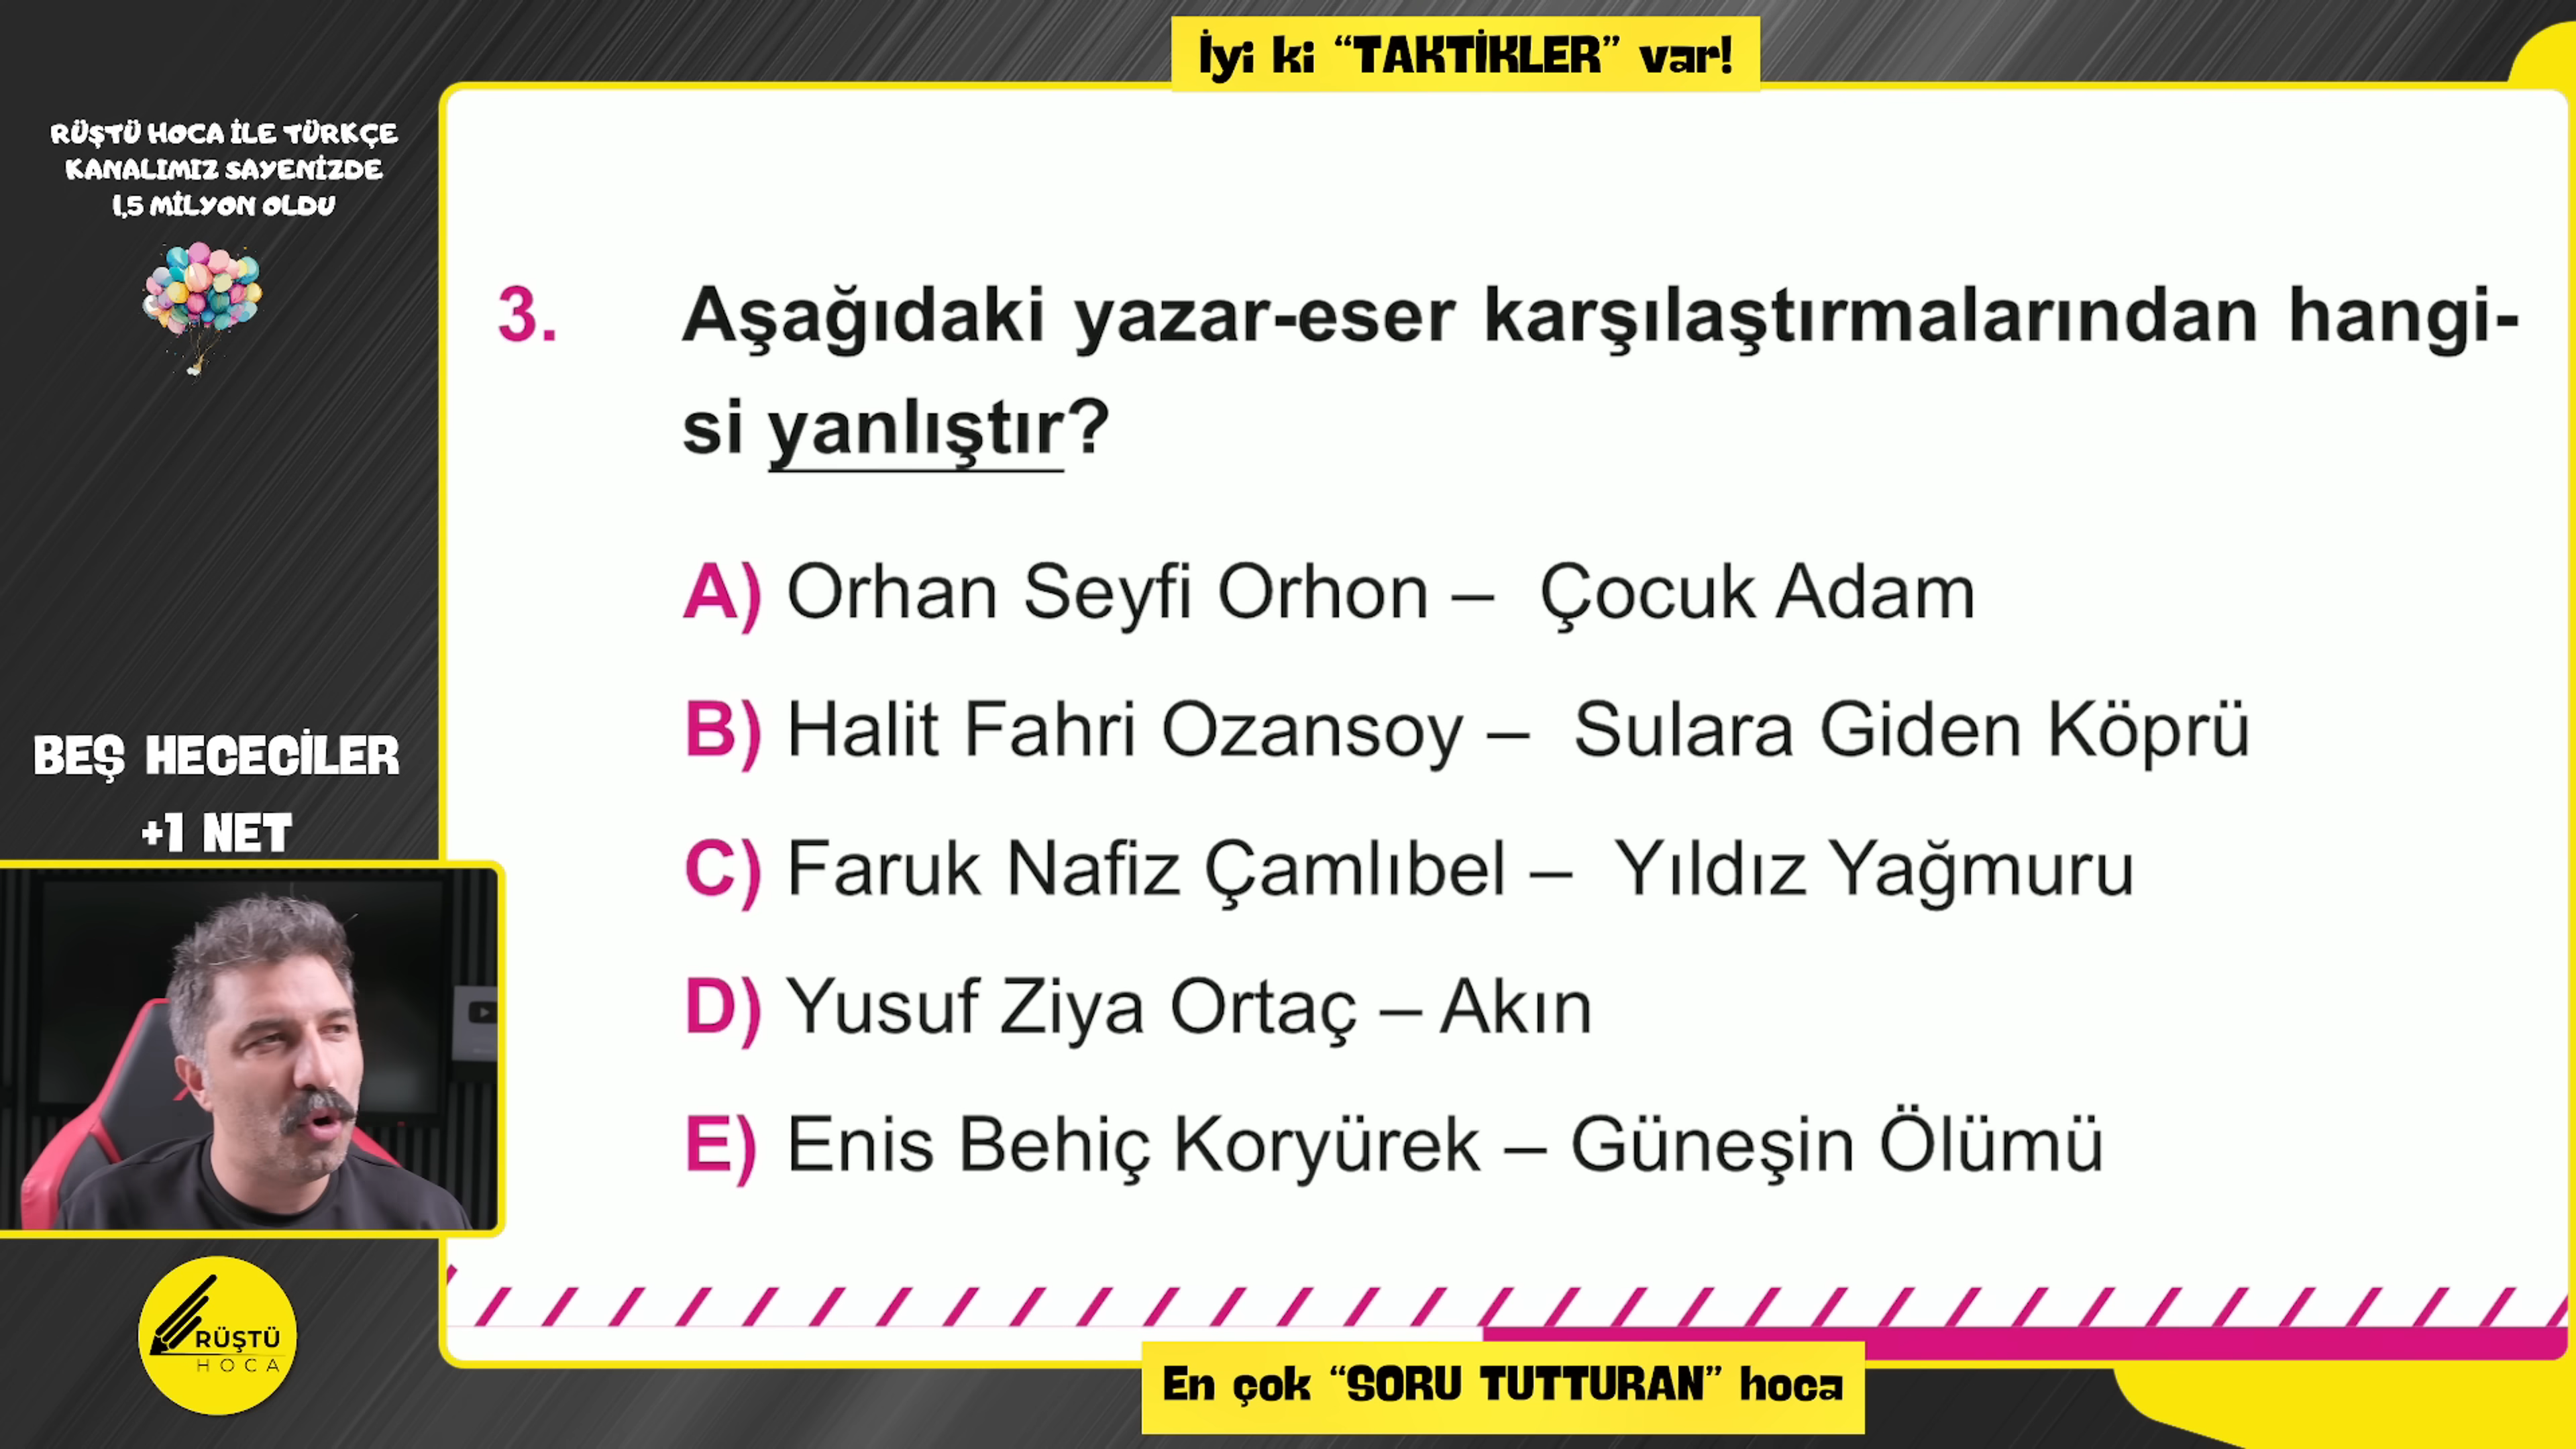 İyi ki “TAKTİKLER” var!
RÜŞTÜ HOCA İLE TÜRKÇE
KANALIMIZ SAYENİZDE
1,5 MİLYON OLDU
3. Aşağıdaki yazar-eser karşılaştırmalarından hangi-
si yanlıştır?
A) Orhan Seyfi Orhon – Çocuk Adam
B) Halit Fahri Ozansoy – Sulara Giden Köprü
C) Faruk Nafiz Çamlıbel – Yıldız Yağmuru
D) Yusuf Ziya Ortaç – Akın
E) Enis Behiç Koryürek – Güneşin Ölümü
BEŞ HECECİLER
+1 NET
RÜŞTÜ
HOCA
En çok “SORU TUTTURAN” hoca